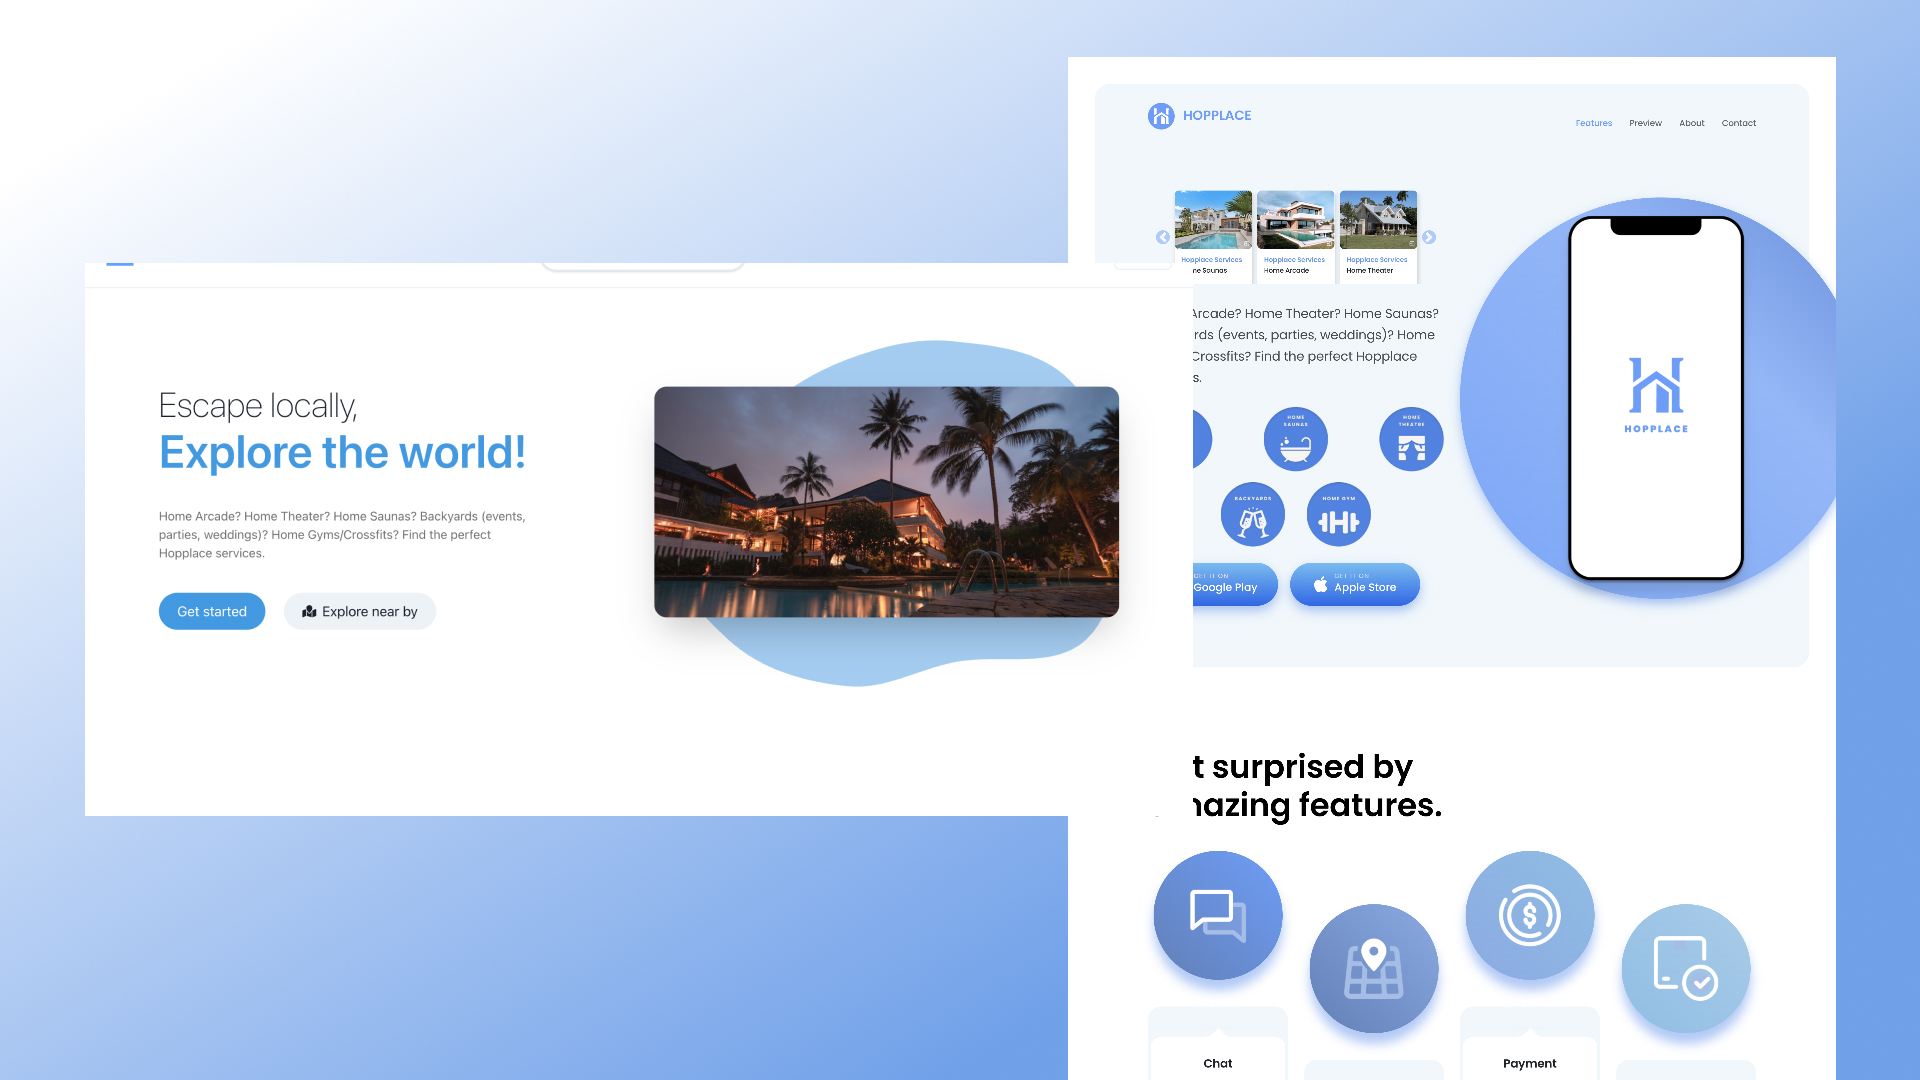 HOPPLACE
Features
Preview
About
Contact
Hopplace Services
Hopplace Services
Hopplace Services
Home Arcade
Home Theater
Arcade? Home Theater? Home Saunas?
(events, parties, weddings)? Home
Crossfits? Find the perfect Hopplace
HOME
SAUNAS
HOME
THEATRE
BACKYARDS
HOME GYM
GET IT ON
Google Play
GET IT ON
Apple Store
HOPPLACE
Escape locally,
Explore the world!
Home Arcade? Home Theater? Home Saunas? Backyards (events,
parties, weddings)? Home Gyms/Crossfits? Find the perfect
Hopplace services.
Get started
Explore near by
surprised by
features.
Chat
Payment